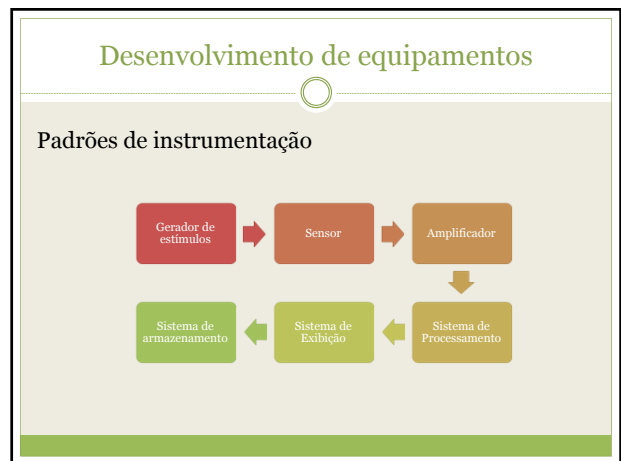 Desenvolvimento de equipamentos
Padrões de instrumentação
Gerador de
estímulos
Sensor
Amplificador
Sistema de
Processamento
Sistema de
Exibição
Sistema de
armazenamento